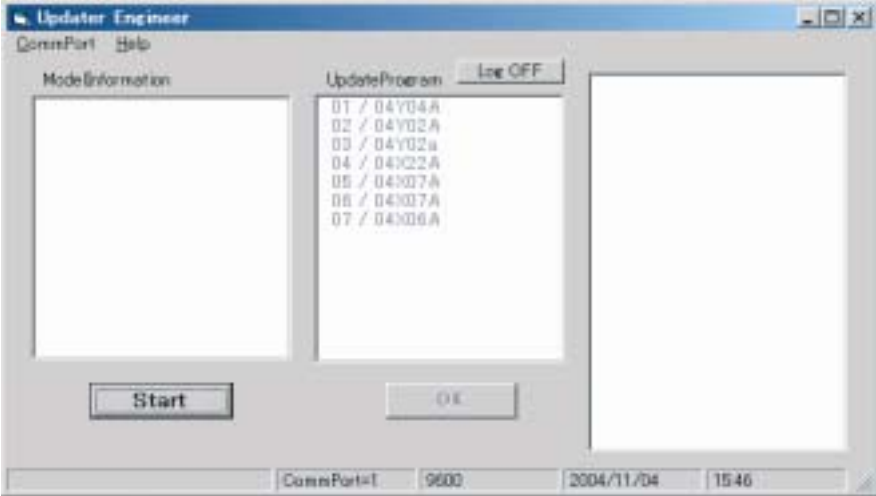 Updater Engineer
CommPort Help
ModelInformation
UpdateProgram
Log OFF
01 / 04Y04A
02 / 04Y02A
03 / 04Y02a
04 / 04X22A
05 / 04X07A
06 / 04X07A
07 / 04X06A
Start
OK
CommPort=1 9600 2004/11/04 15:46